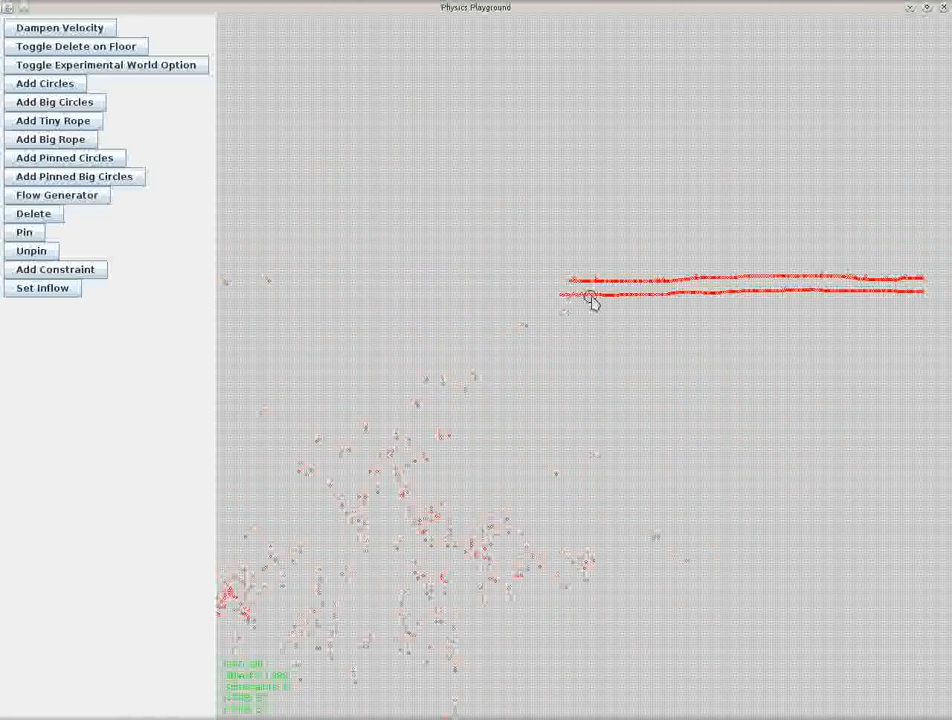 Physics Playground
Dampen Velocity
Toggle Delete on Floor
Toggle Experimental World Option
Add Circles
Add Big Circles
Add Tiny Rope
Add Big Rope
Add Pinned Circles
Add Pinned Big Circles
Flow Generator
Delete
Pin
Unpin
Add Constraint
Set Inflow